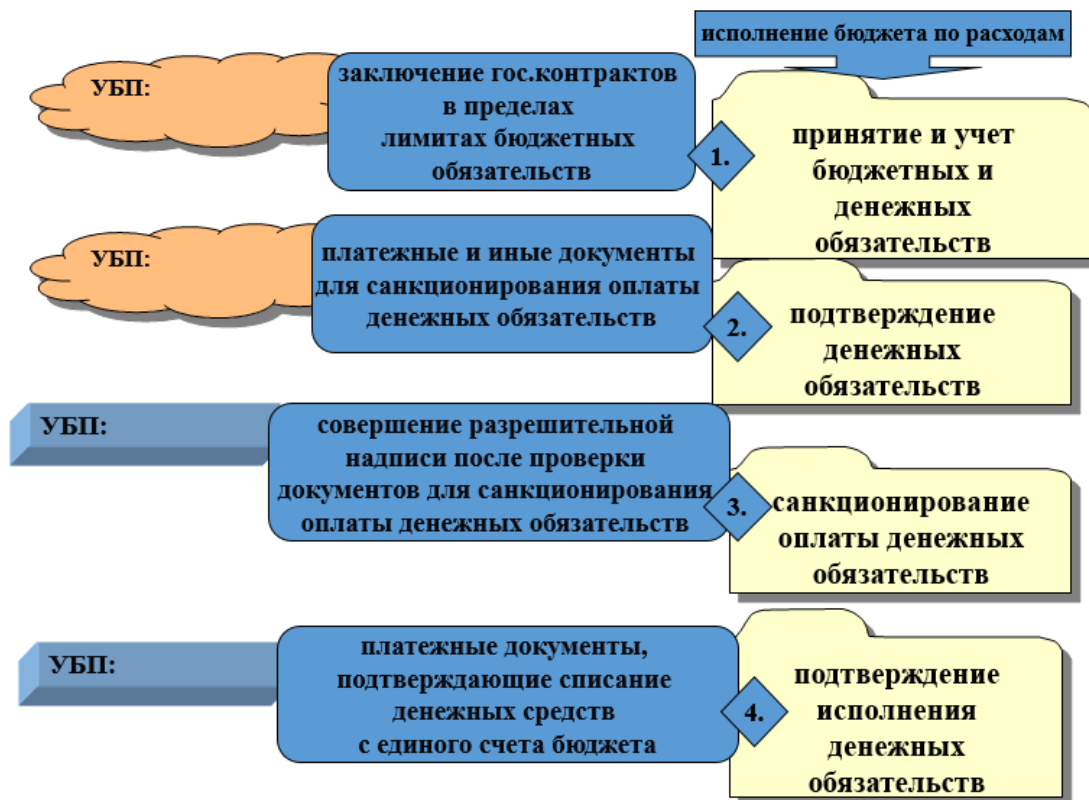 исполнение бюджета по расходам
УБП:
заключение гос.контрактов
в пределах
лимитах бюджетных
обязательств
1.
принятие и учет
бюджетных и
денежных
обязательств
УБП:
платежные и иные документы
для санкционирования оплаты
денежных обязательств
2.
подтверждение
денежных
обязательств
УБП:
совершение разрешительной
надписи после проверки
документов для санкционирования
оплаты денежных обязательств
3.
санкционирование
оплаты денежных
обязательств
УБП:
платежные документы,
подтверждающие списание
денежных средств
с единого счета бюджета
4.
подтверждение
исполнения
денежных
обязательств